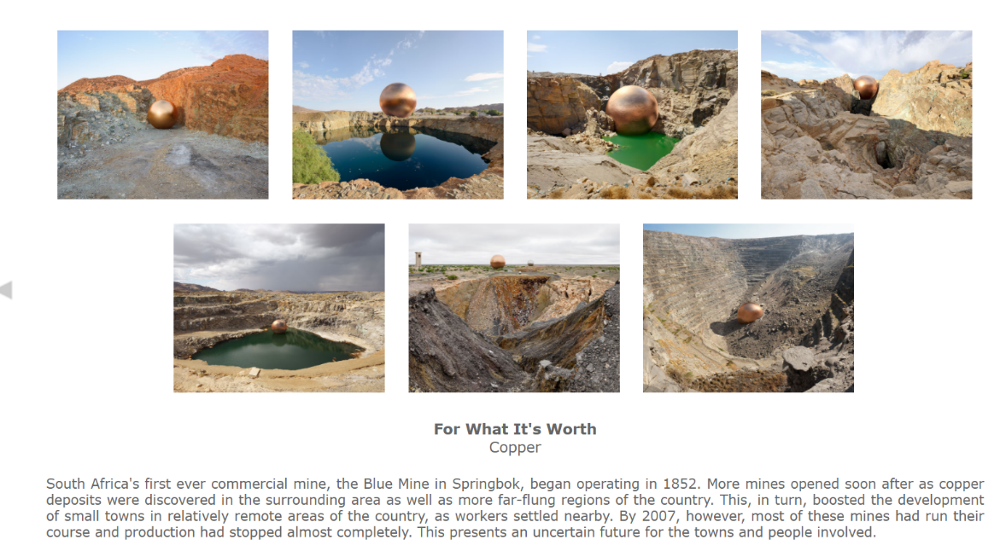 For What It's Worth
Copper
South Africa's first ever commercial mine, the Blue Mine in Springbok, began operating in 1852. More mines opened soon after as copper
deposits were discovered in the surrounding area as well as more far-flung regions of the country. This, in turn, boosted the development
of small towns in relatively remote areas of the country, as workers settled nearby. By 2007, however, most of these mines had run their
course and production had stopped almost completely. This presents an uncertain future for the towns and people involved.